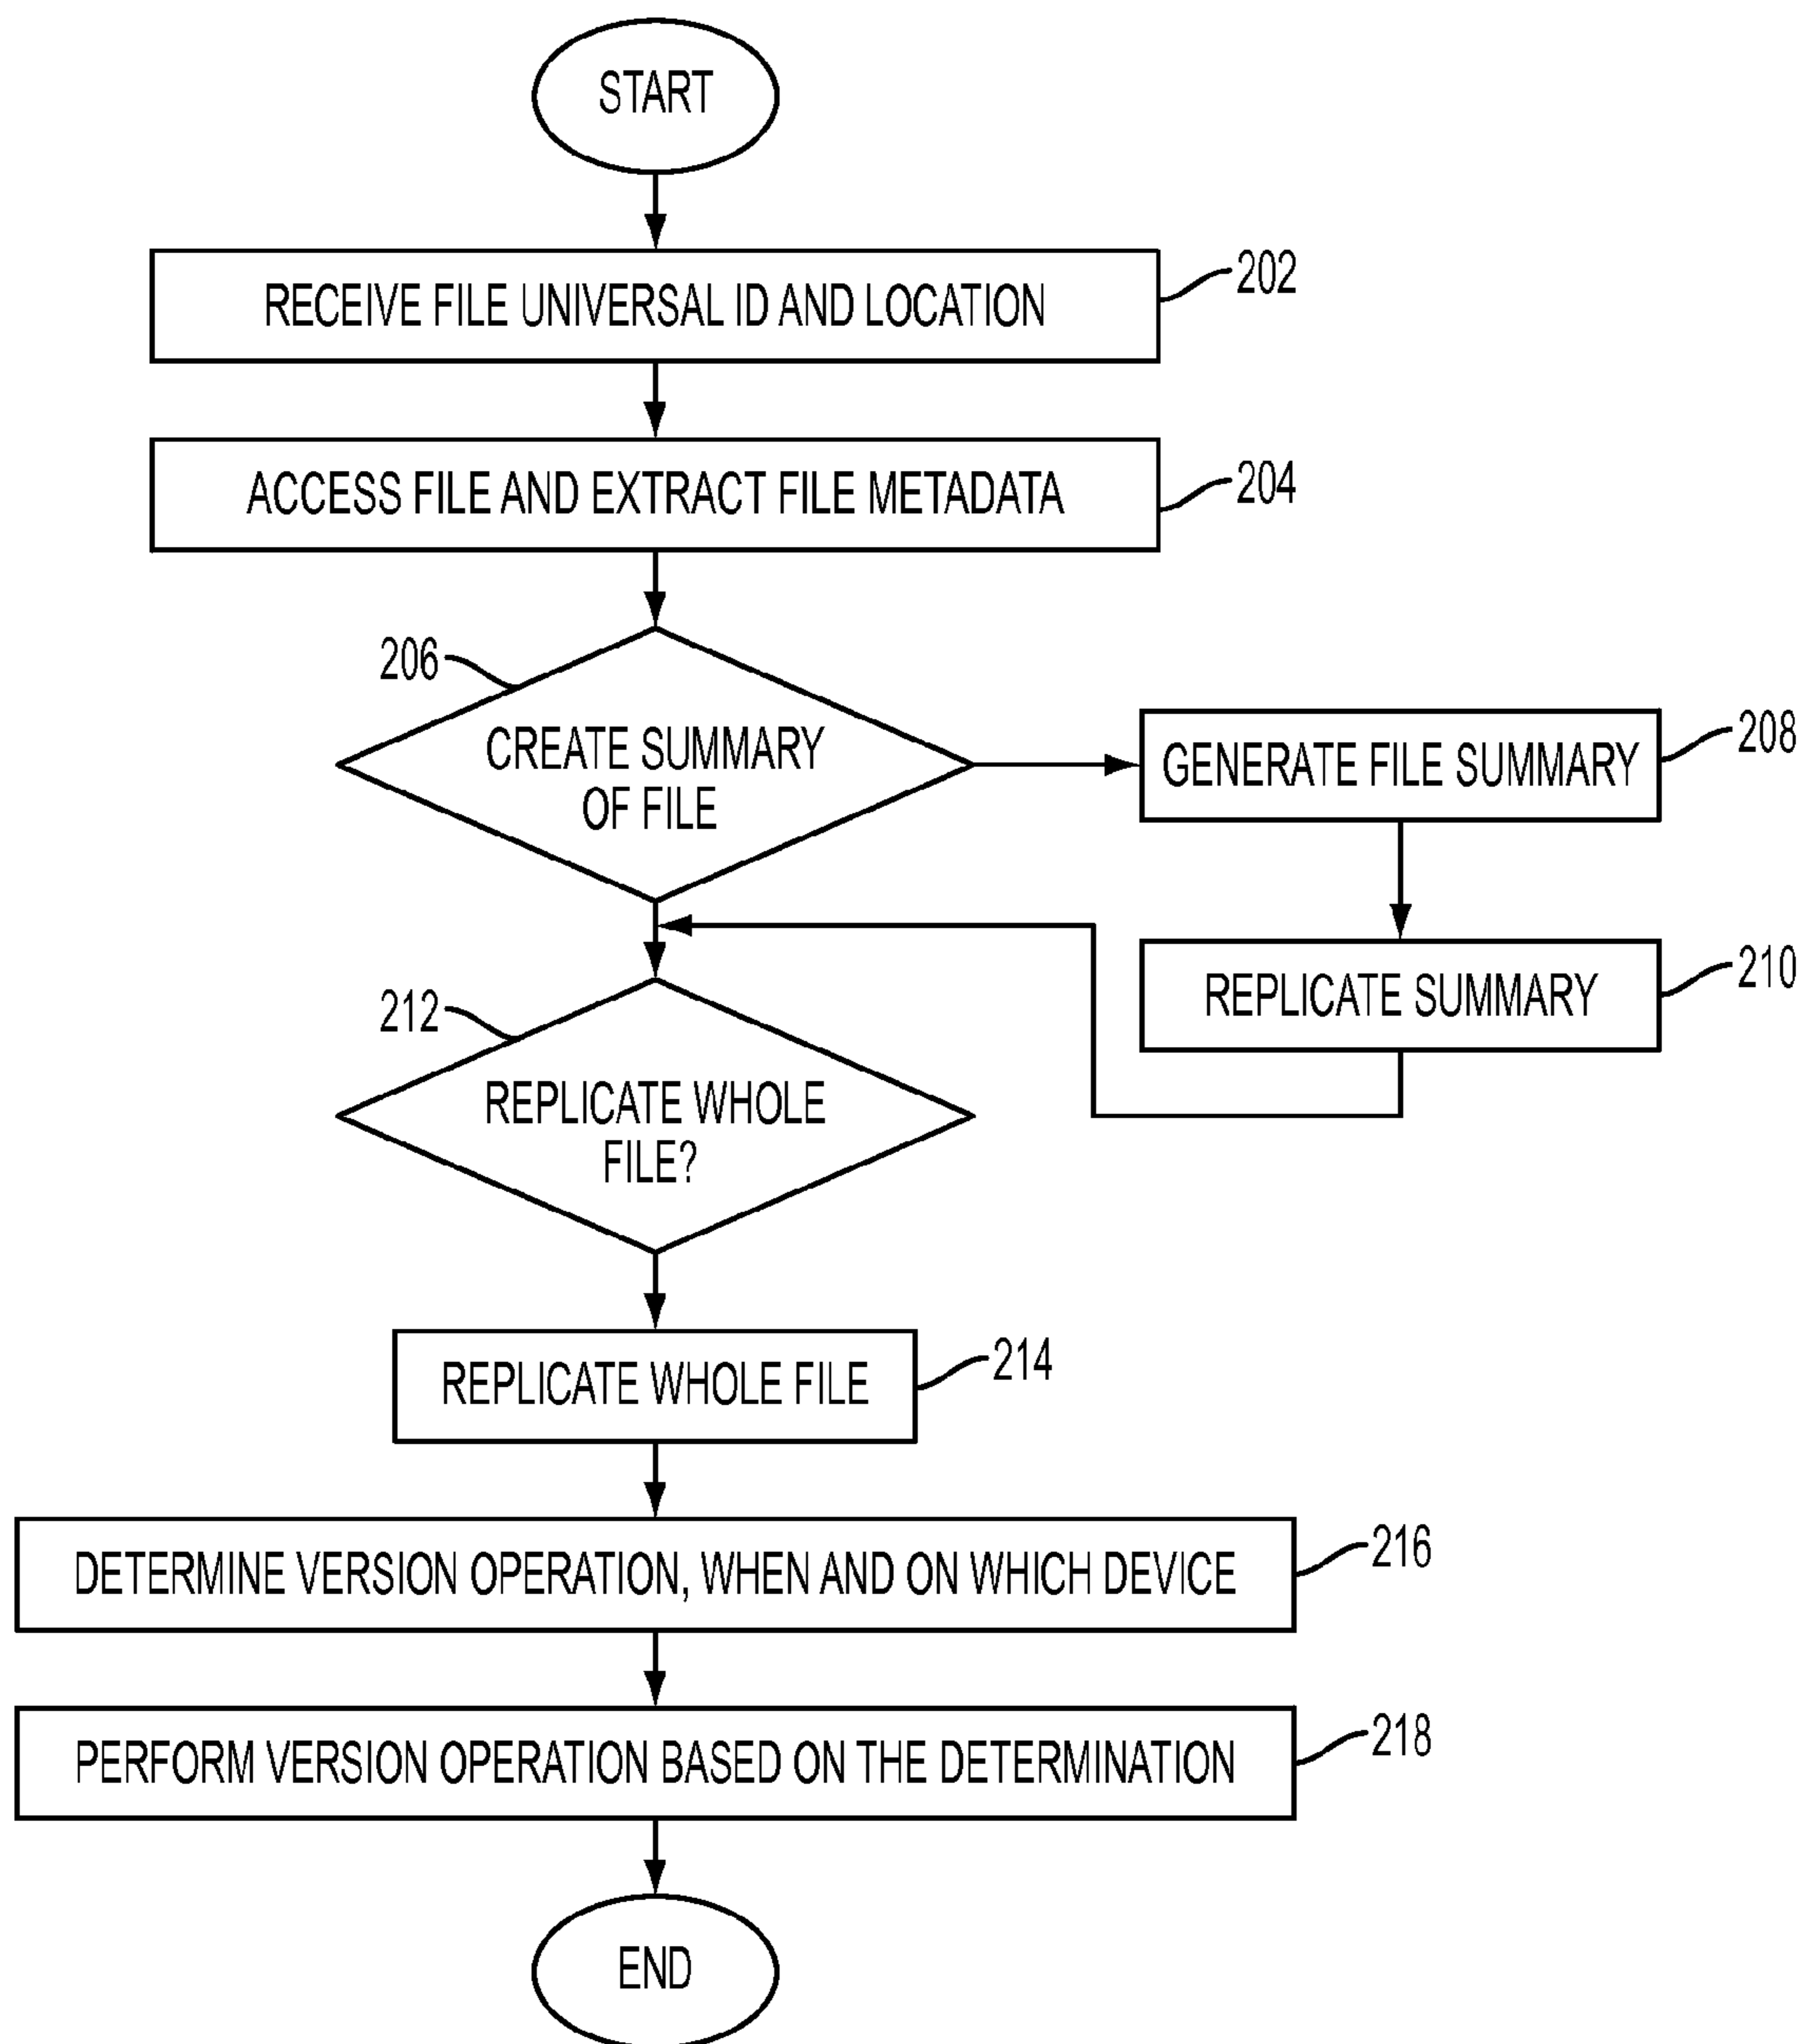 START
RECEIVE FILE UNIVERSAL ID AND LOCATION
202
ACCESS FILE AND EXTRACT FILE METADATA
204
206
CREATE SUMMARY
OF FILE
GENERATE FILE SUMMARY
208
REPLICATE SUMMARY
210
212
REPLICATE WHOLE
FILE?
REPLICATE WHOLE FILE
214
DETERMINE VERSION OPERATION, WHEN AND ON WHICH DEVICE
216
PERFORM VERSION OPERATION BASED ON THE DETERMINATION
218
END